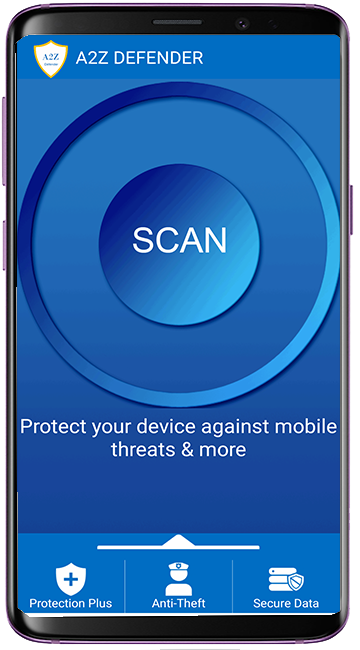 A2Z
Defender
A2Z DEFENDER
SCAN
Protect your device against mobile
threats & more
Protection Plus
Anti-Theft
Secure Data